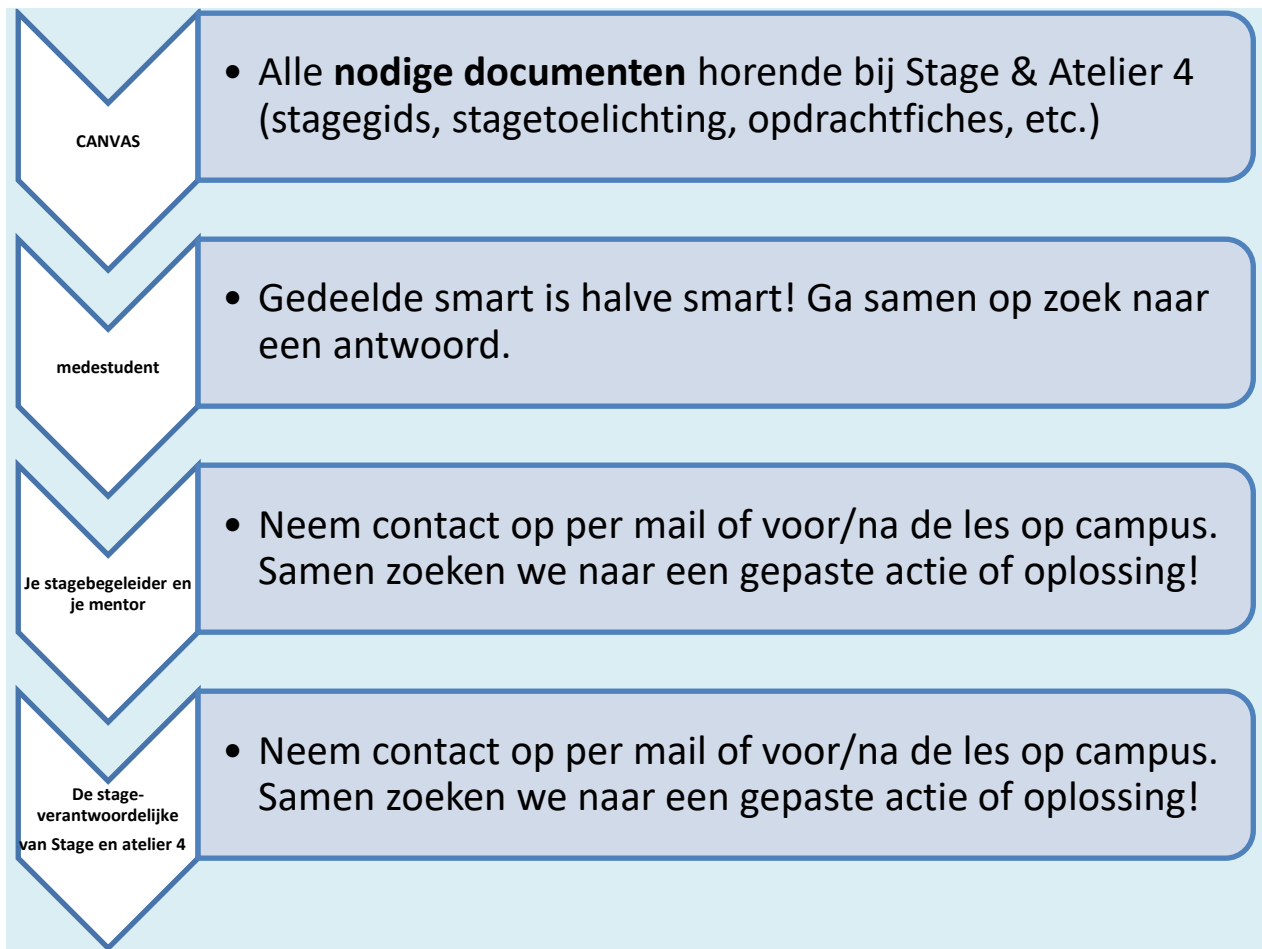 CANVAS
• Alle nodige documenten horende bij Stage & Atelier 4
(stagegids, stagetoelichting, opdrachtfiches, etc.)
medestudent
• Gedeelde smart is halve smart! Ga samen op zoek naar
een antwoord.
Je stagebegeleider en
je mentor
• Neem contact op per mail of voor/na de les op campus.
Samen zoeken we naar een gepaste actie of oplossing!
De stage-
verantwoordelijke
van Stage en atelier 4
• Neem contact op per mail of voor/na de les op campus.
Samen zoeken we naar een gepaste actie of oplossing!